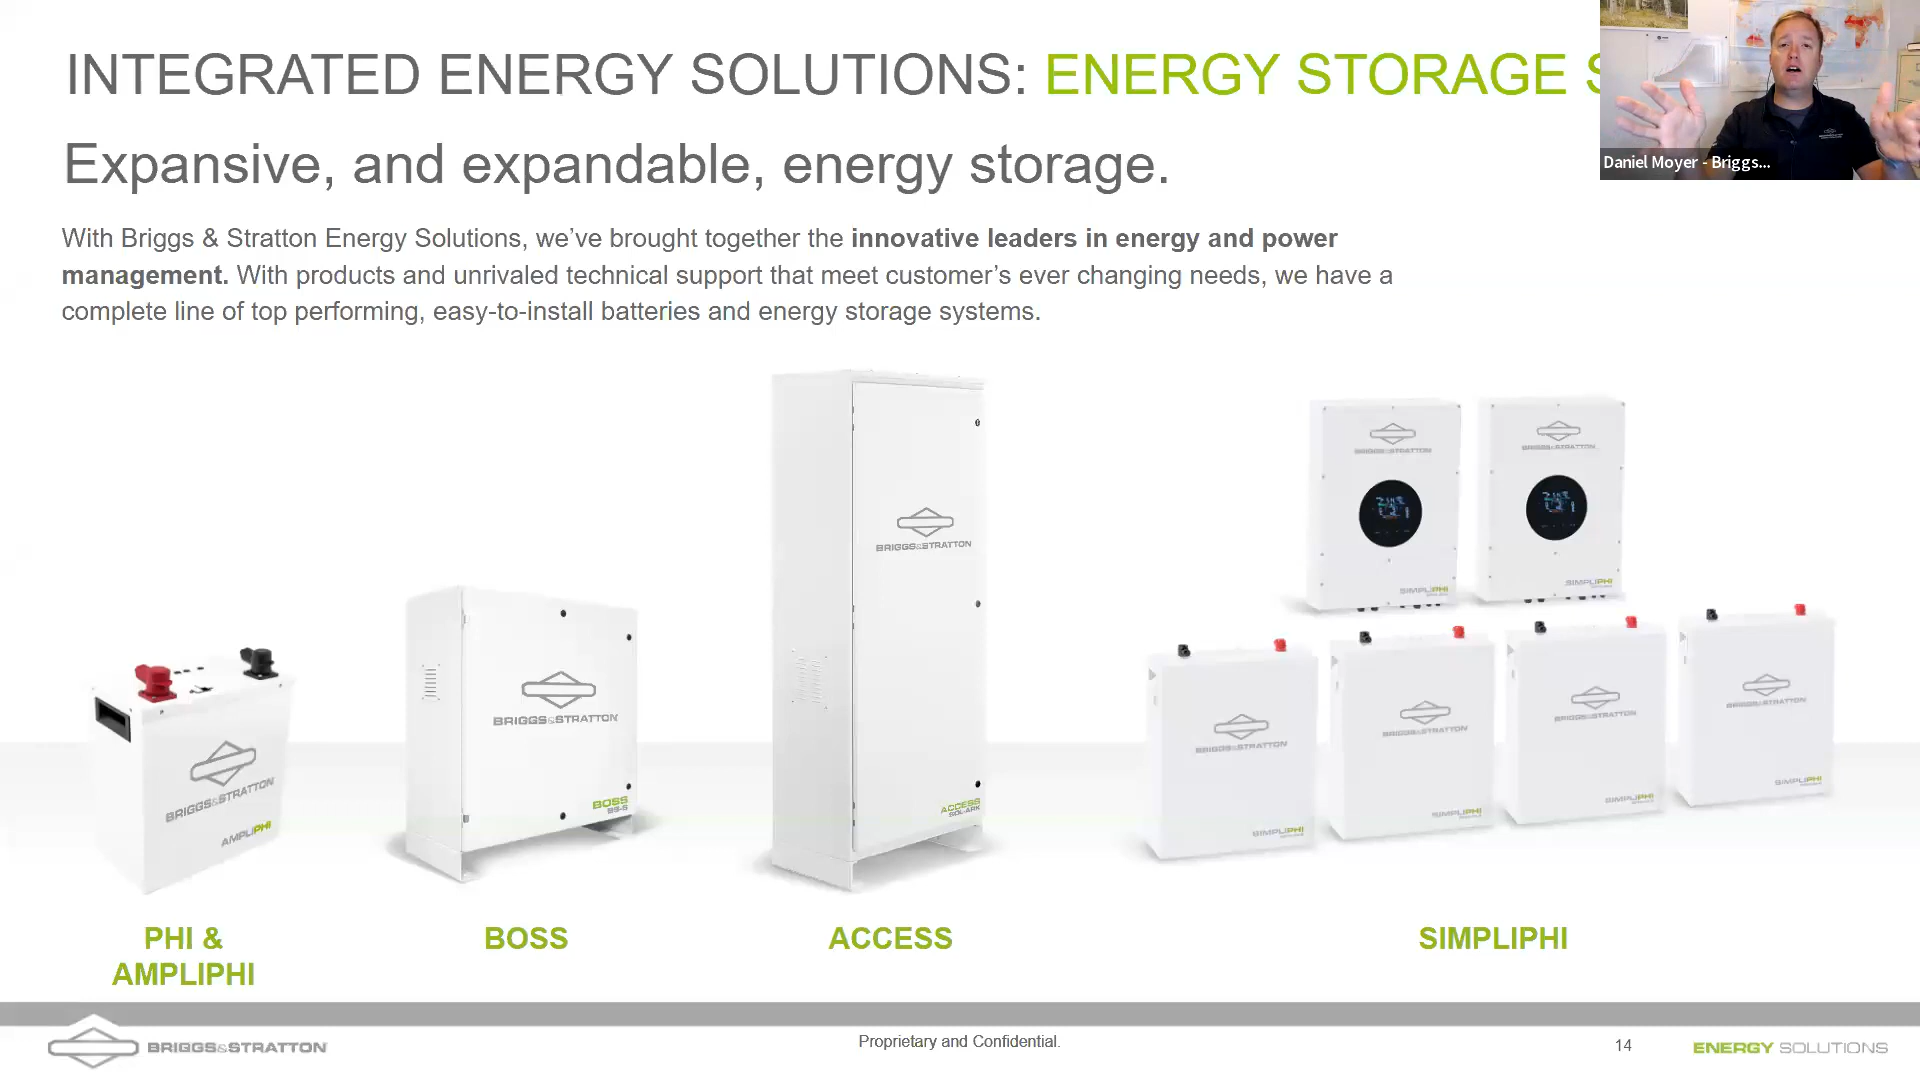 INTEGRATED ENERGY SOLUTIONS: ENERGY STORAGE S
Expansive, and expandable, energy storage.
With Briggs & Stratton Energy Solutions, we’ve brought together the innovative leaders in energy and power
management. With products and unrivaled technical support that meet customer’s ever changing needs, we have a
complete line of top performing, easy-to-install batteries and energy storage systems.
Daniel Moyer - Briggs...
BRIGGS&STRATTON
AMPLIPHI
BRIGGS&STRATTON
BOSS
BRIGGS&STRATTON
ACCESS
SOL-ARK
BRIGGS&STRATTON
SIMPLIPHI
BRIGGS&STRATTON
SIMPLIPHI
BRIGGS&STRATTON
SIMPLIPHI
BRIGGS&STRATTON
SIMPLIPHI
BRIGGS&STRATTON
SIMPLIPHI
BRIGGS&STRATTON
SIMPLIPHI
PHI &
AMPLIPHI
BOSS
ACCESS
SIMPLIPHI
BRIGGS&STRATTON
Proprietary and Confidential.
14
ENERGY SOLUTIONS